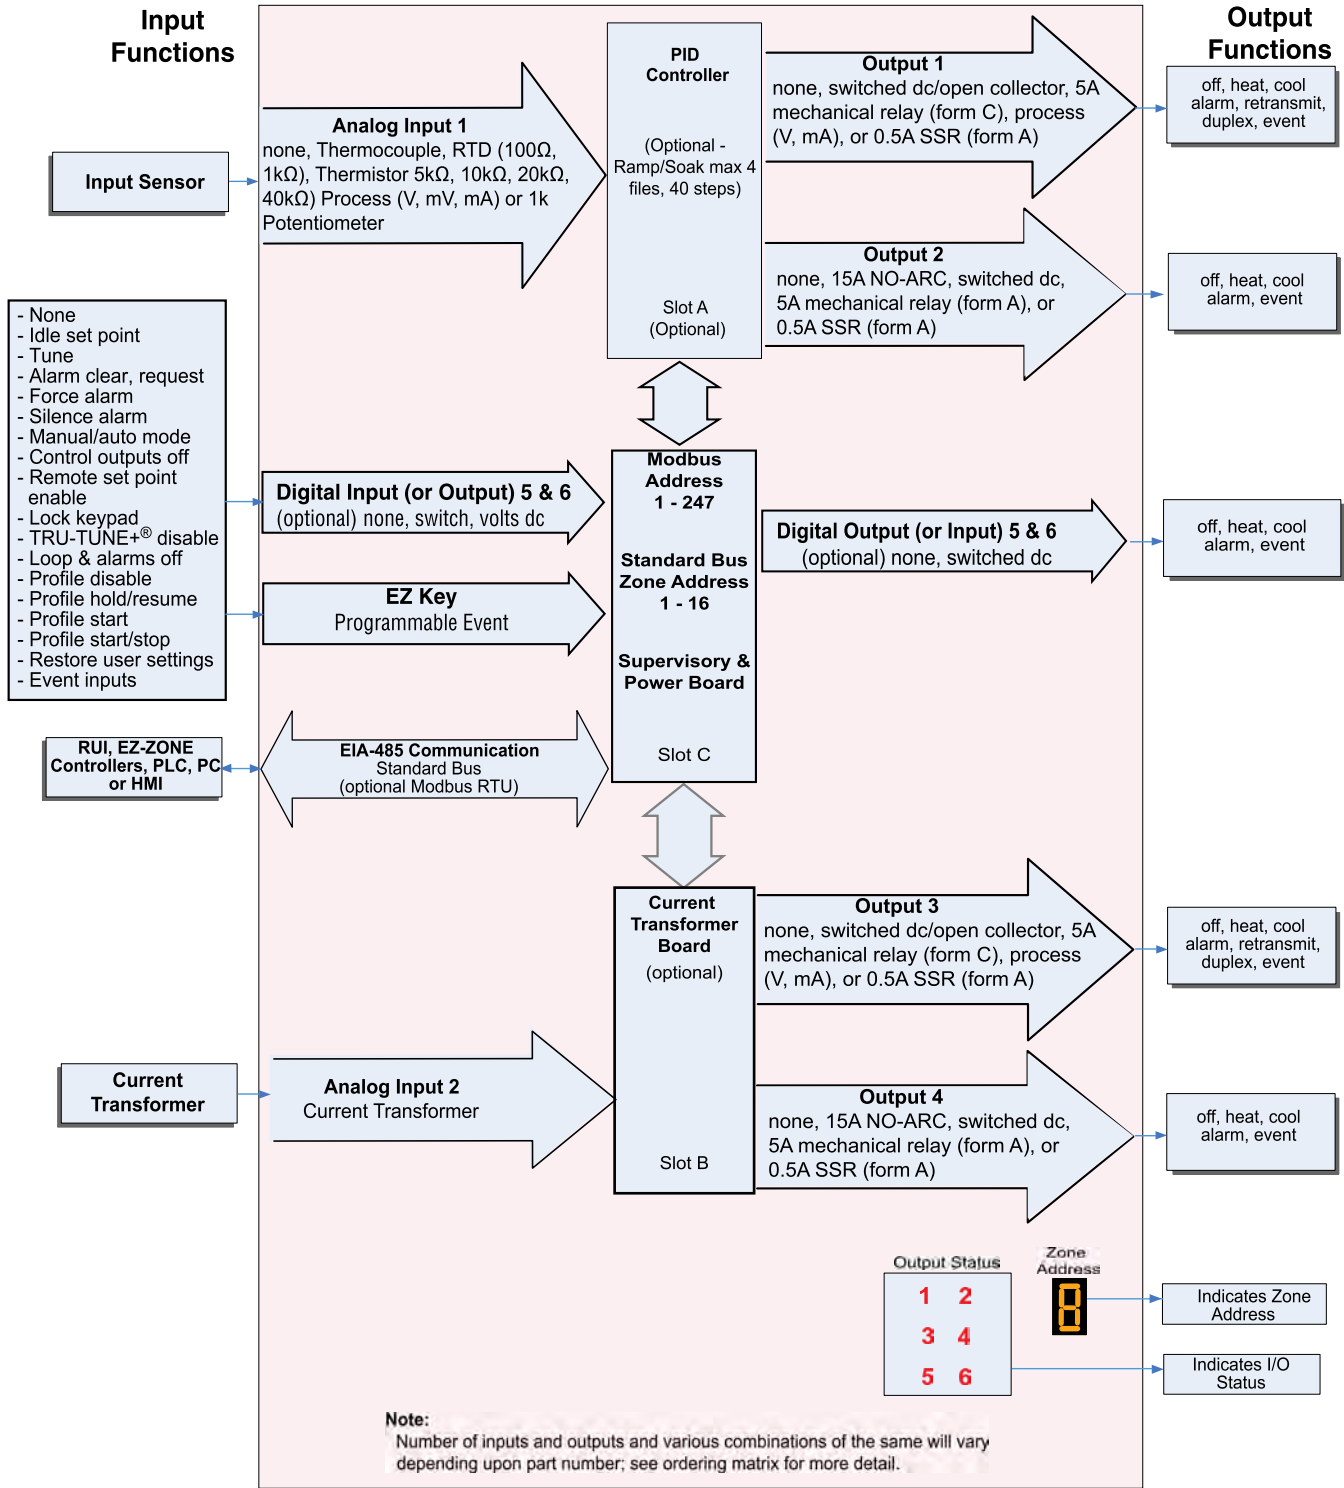 Input
Functions
Output
Functions
PID
Controller
(Optional -
Ramp/Soak max 4
files, 40 steps)
Slot A
(Optional)
Output 1
none, switched dc/open collector, 5A
mechanical relay (form C), process
(V, mA), or 0.5A SSR (form A)
off, heat, cool
alarm, retransmit,
duplex, event
Analog Input 1
none, Thermocouple, RTD (100Ω,
1kΩ), Thermistor 5kΩ, 10kΩ, 20kΩ,
40kΩ) Process (V, mV, mA) or 1k
Potentiometer
Input Sensor
Output 2
none, 15A NO-ARC, switched dc,
5A mechanical relay (form A), or
0.5A SSR (form A)
off, heat, cool
alarm, event
- None
- Idle set point
- Tune
- Alarm clear, request
- Force alarm
- Silence alarm
- Manual/auto mode
- Control outputs off
- Remote set point
enable
- Lock keypad
- TRU-TUNE+® disable
- Loop & alarms off
- Profile disable
- Profile hold/resume
- Profile start
- Profile start/stop
- Restore user settings
- Event inputs
Digital Input (or Output) 5 & 6
(optional) none, switch, volts dc
EZ Key
Programmable Event
Modbus
Address
1 - 247
Standard Bus
Zone Address
1 - 16
Supervisory &
Power Board
Slot C
Digital Output (or Input) 5 & 6
(optional) none, switched dc
off, heat, cool
alarm, event
RUI, EZ-ZONE
Controllers, PLC, PC
or HMI
EIA-485 Communication
Standard Bus
(optional Modbus RTU)
Current
Transformer
Board
(optional)
Slot B
Output 3
none, switched dc/open collector, 5A
mechanical relay (form C), process
(V, mA), or 0.5A SSR (form A)
off, heat, cool
alarm, retransmit,
duplex, event
Current
Transformer
Analog Input 2
Current Transformer
Output 4
none, 15A NO-ARC, switched dc,
5A mechanical relay (form A), or
0.5A SSR (form A)
off, heat, cool
alarm, event
Output Status
1 2
3 4
5 6
Zone
Address
8
Indicates Zone
Address
Indicates I/O
Status
Note:
Number of inputs and outputs and various combinations of the same will vary
depending upon part number; see ordering matrix for more detail.